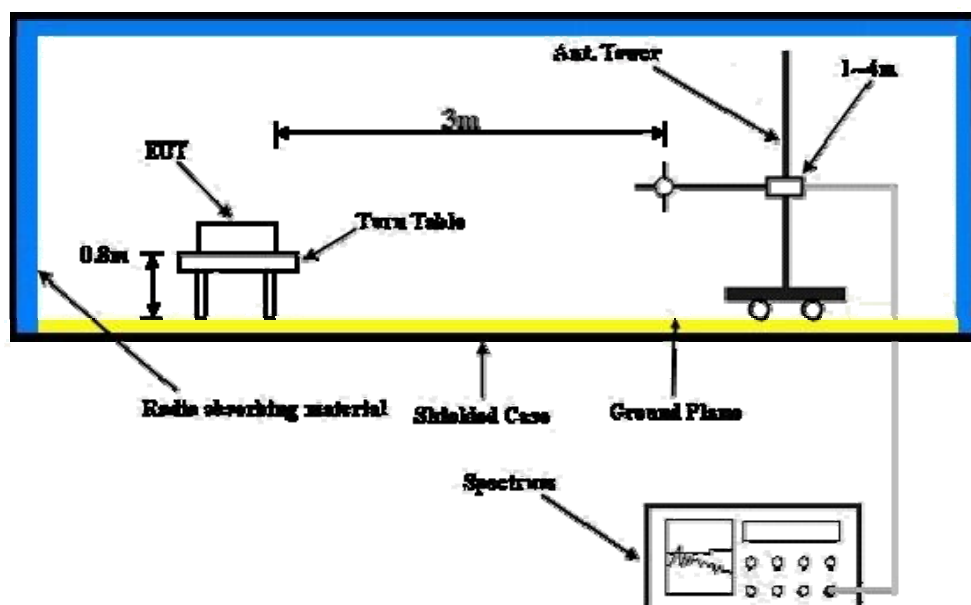 Ant. Tower
1~4m
3m
EUT
Turn Table
0.8m
Radio absorbing material
Shielded Case
Ground Plane
Spectrum